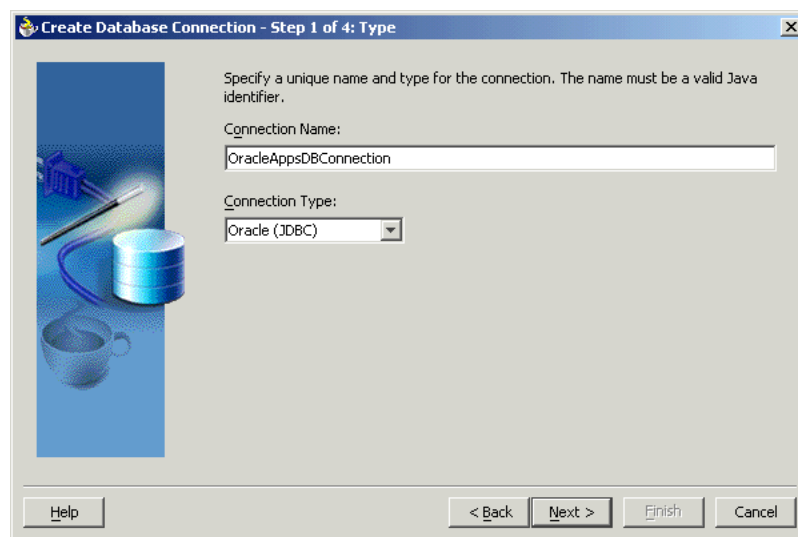 Create Database Connection - Step 1 of 4: Type
Specify a unique name and type for the connection. The name must be a valid Java
identifier.
Connection Name:
OracleAppsDBConnection
Connection Type:
Oracle (JDBC)
Help
< Back
Next >
Finish
Cancel